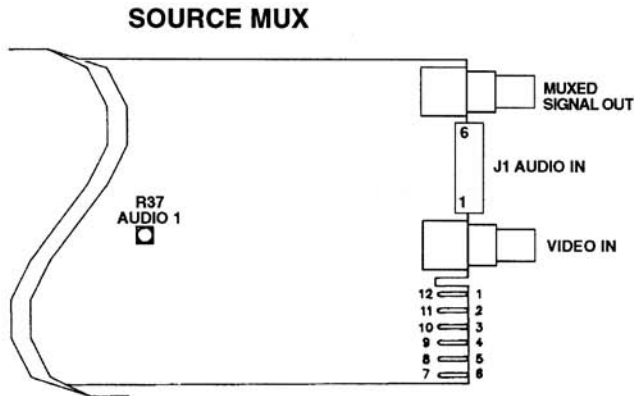 SOURCE MUX
MUXED
SIGNAL OUT
6
J1 AUDIO IN
1
R37
AUDIO 1
VIDEO IN
12 1
11 2
10 3
9 4
8 5
7 6